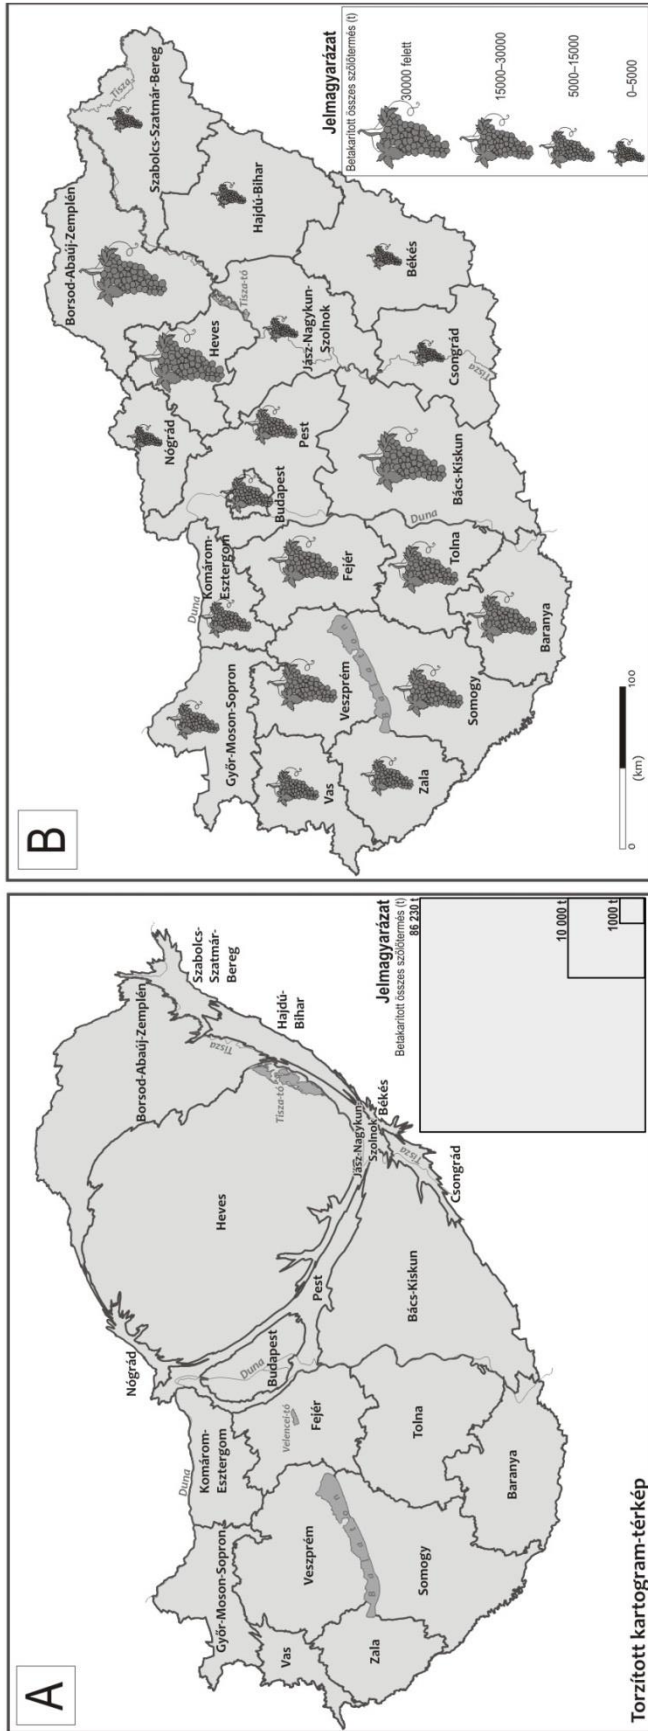 A
Duna
Győr-Moson-Sopron
Komárom-
Esztergom
Vas
Veszprém
Zala
Somogy
Velencei-tó
Fejér
Tolna
Baranya
Nógrád
Duna
Budapest
Pest
Heves
Bács-Kiskun
Borsod-Abaúj-Zemplén
Tisza
Tisza-tó
Jász-Nagykun-
Szolnok
Békés
Tisza
Csongrád
Szabolcs-
Szatmár-
Bereg
Hajdú-
Bihar
Jelmagyarázat
Betakarított összes szőlőtermés (t)
86 230 t
10 000 t
1000 t
Torzított kartogram-térkép
B
Duna
Győr-Moson-Sopron
Komárom-
Esztergom
Vas
Veszprém
Zala
Somogy
Fejér
Tolna
Baranya
Duna
Nógrád
Budapest
Pest
Bács-Kiskun
Heves
Borsod-Abaúj-Zemplén
Tisza
Szabolcs-Szatmár-Bereg
Hajdú-Bihar
Tisza-tó
Jász-Nagykun-
Szolnok
Békés
Csongrád
Tisza
0
100
(km)
Jelmagyarázat
Betakarított összes szőlőtermés (t)
30000 felett
15000–30000
5000–15000
0–5000